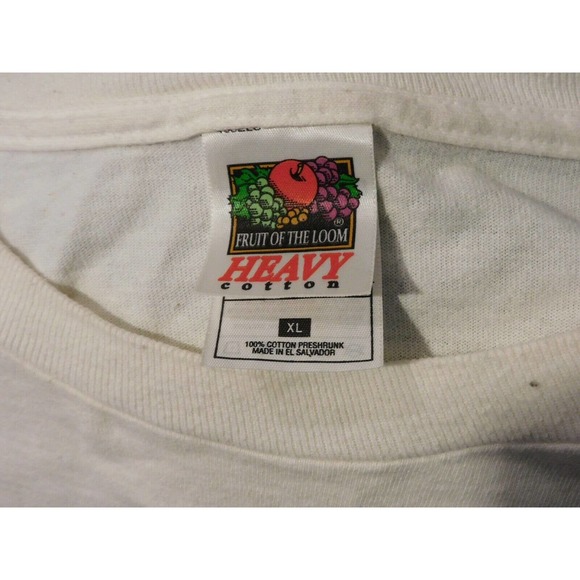 ®
FRUIT OF THE LOOM
HEAVY
cotton
XL
100% COTTON PRESHRUNK
MADE IN EL SALVADOR